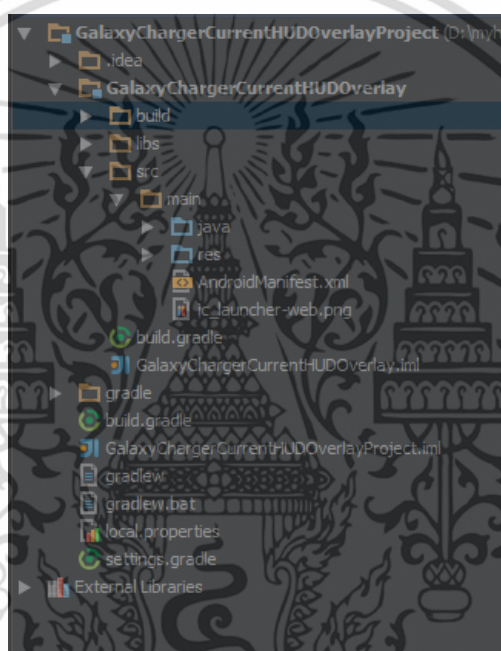 GalaxyChargerCurrentHUDOverlayProject (D:\myh
.idea
GalaxyChargerCurrentHUDOverlay
build
libs
src
main
java
res
AndroidManifest.xml
ic_launcher-web.png
build.gradle
GalaxyChargerCurrentHUDOverlay.iml
gradle
build.gradle
GalaxyChargerCurrentHUDOverlayProject.iml
gradlew
gradlew.bat
local.properties
settings.gradle
External Libraries